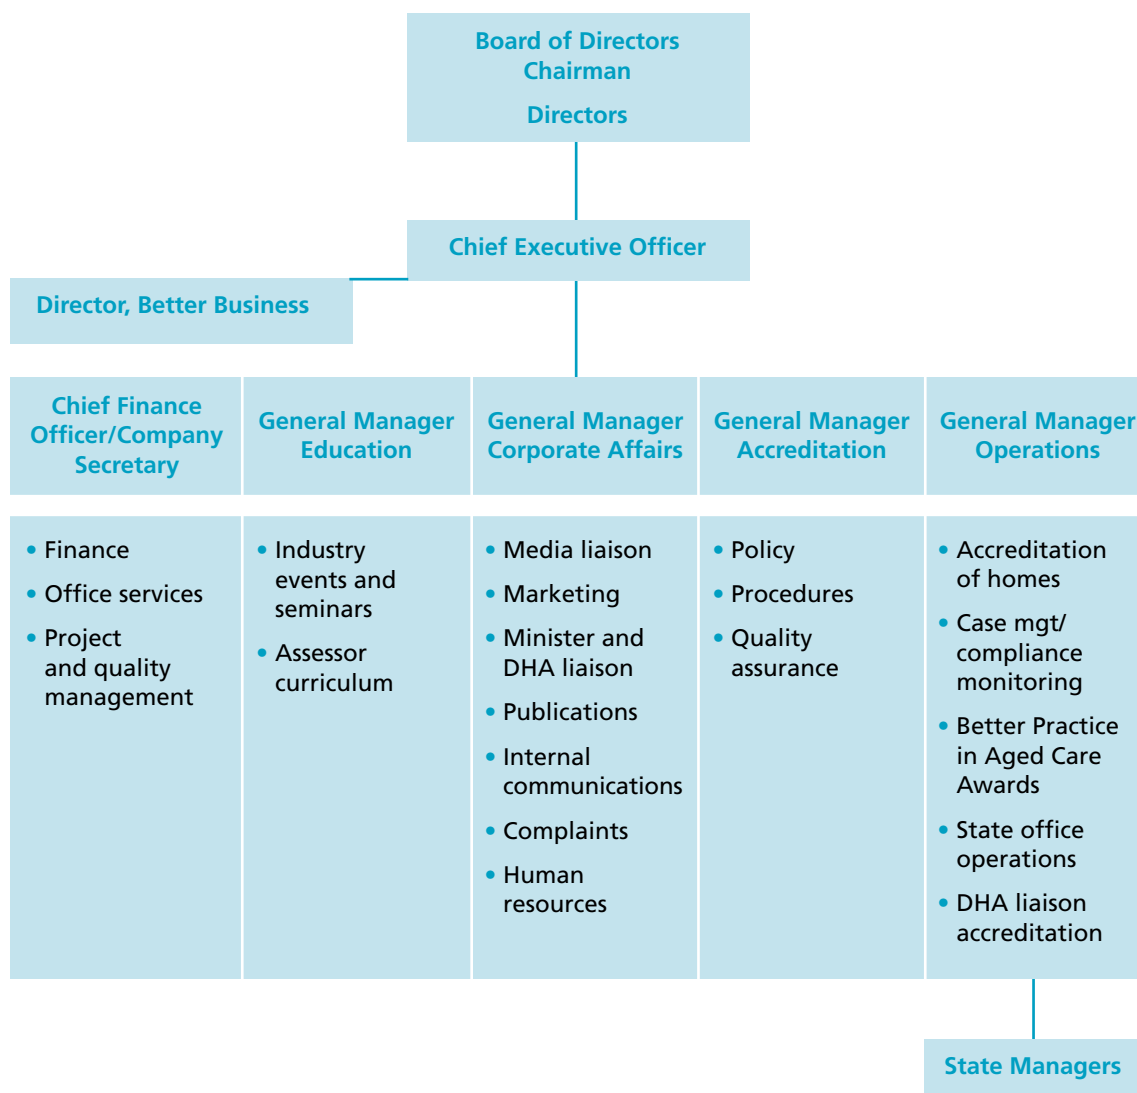 Board of Directors
Chairman
Directors
Chief Executive Officer
Director, Better Business
Chief Finance
Officer/Company
Secretary
General Manager
Education
General Manager
Corporate Affairs
General Manager
Accreditation
General Manager
Operations
• Finance
• Office services
• Project
and quality
management
• Industry
events and
seminars
• Assessor
curriculum
• Media liaison
• Marketing
• Minister and
DHA liaison
• Publications
• Internal
communications
• Complaints
• Human
resources
• Policy
• Procedures
• Quality
assurance
• Accreditation
of homes
• Case mgt/
compliance
monitoring
• Better Practice
in Aged Care
Awards
• State office
operations
• DHA liaison
accreditation
State Managers